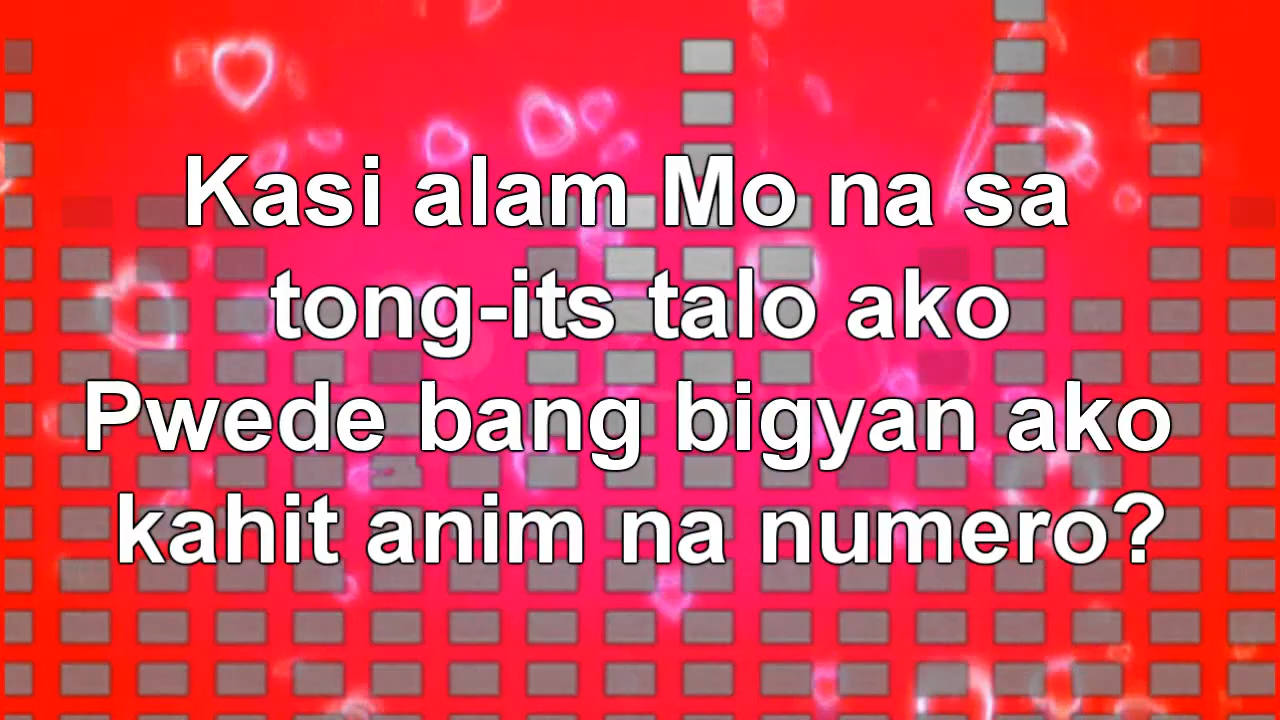 Kasi alam Mo na sa
tong-its talo ako
Pwede bang bigyan ako
kahit anim na numero?